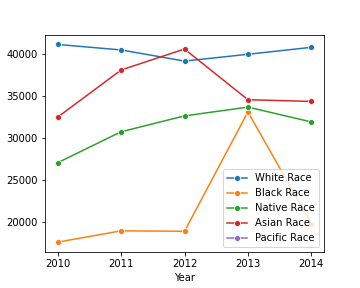 40000
35000
30000
25000
20000
White Race
Black Race
Native Race
Asian Race
Pacific Race
2010 2011 2012 2013 2014
Year